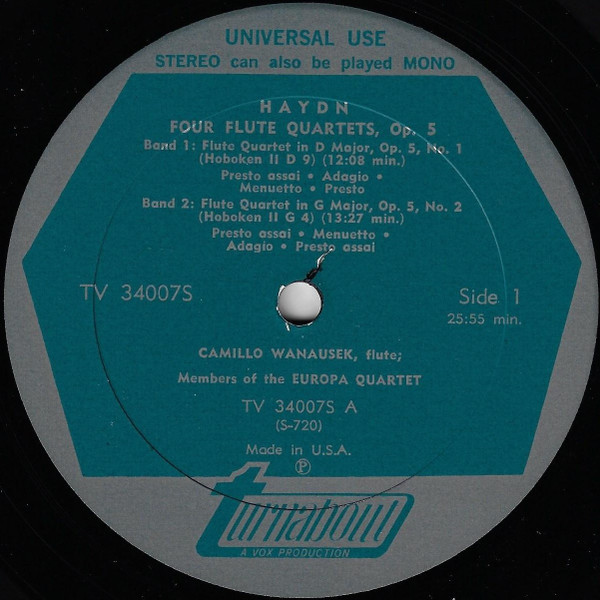 UNIVERSAL USE
STEREO can also be played MONO
HAYDN
FOUR FLUTE QUARTETS, Op. 5
Band 1: Flute Quartet in D Major, Op. 5, No. 1
(Hoboken II D 9) (12:08 min.)
Presto assai • Adagio •
Menuetto • Presto
Band 2: Flute Quartet in G Major, Op. 5, No. 2
(Hoboken II G 4) (13:27 min.)
Presto assai • Menuetto •
Adagio • Presto assai
TV 34007S
Side 1
25:55 min.
CAMILLO WANAUSEK, flute;
Members of the EUROPA QUARTET
TV 34007S A
(S-720)
Made in U.S.A.
℗
turnabout
A VOX PRODUCTION